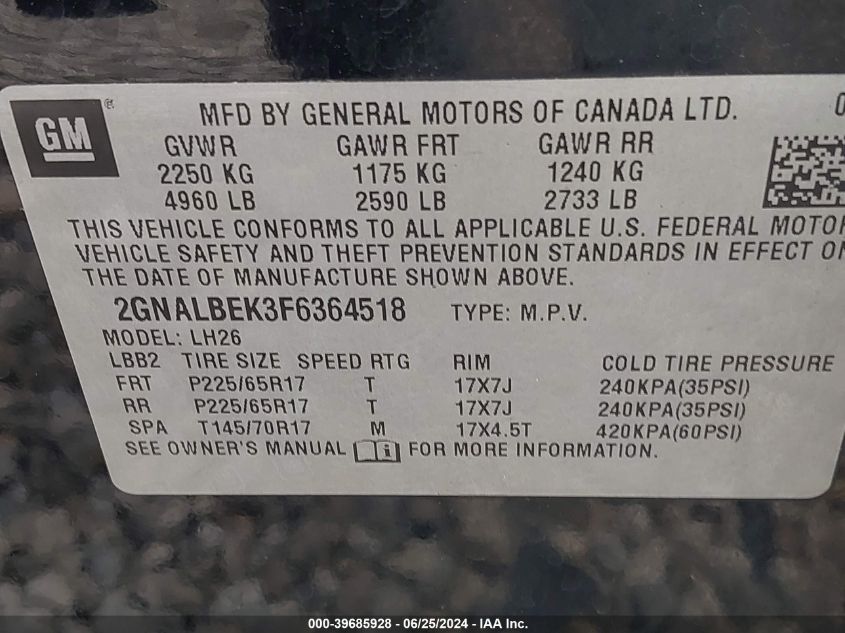 GM ®
MFD BY GENERAL MOTORS OF CANADA LTD. 0
GVWR GAWR FRT GAWR RR
2250 KG 1175 KG 1240 KG
4960 LB 2590 LB 2733 LB
THIS VEHICLE CONFORMS TO ALL APPLICABLE U.S. FEDERAL MOTOR
VEHICLE SAFETY AND THEFT PREVENTION STANDARDS IN EFFECT ON
THE DATE OF MANUFACTURE SHOWN ABOVE.
2GNALBEK3F6364518 TYPE: M.P.V.
MODEL: LH26
LBB2 TIRE SIZE SPEED RTG RIM COLD TIRE PRESSURE
FRT P225/65R17 T 17X7J 240KPA(35PSI)
RR P225/65R17 T 17X7J 240KPA(35PSI)
SPA T145/70R17 M 17X4.5T 420KPA(60PSI)
SEE OWNER'S MANUAL i FOR MORE INFORMATION.
000-39685928 - 06/25/2024 - IAA Inc.